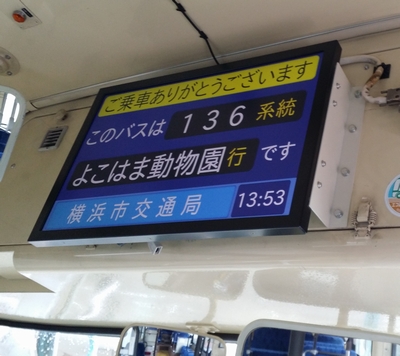 ご乗車ありがとうございます
このバスは 136 系統
よこはま動物園 行 です
横浜市交通局 13:53